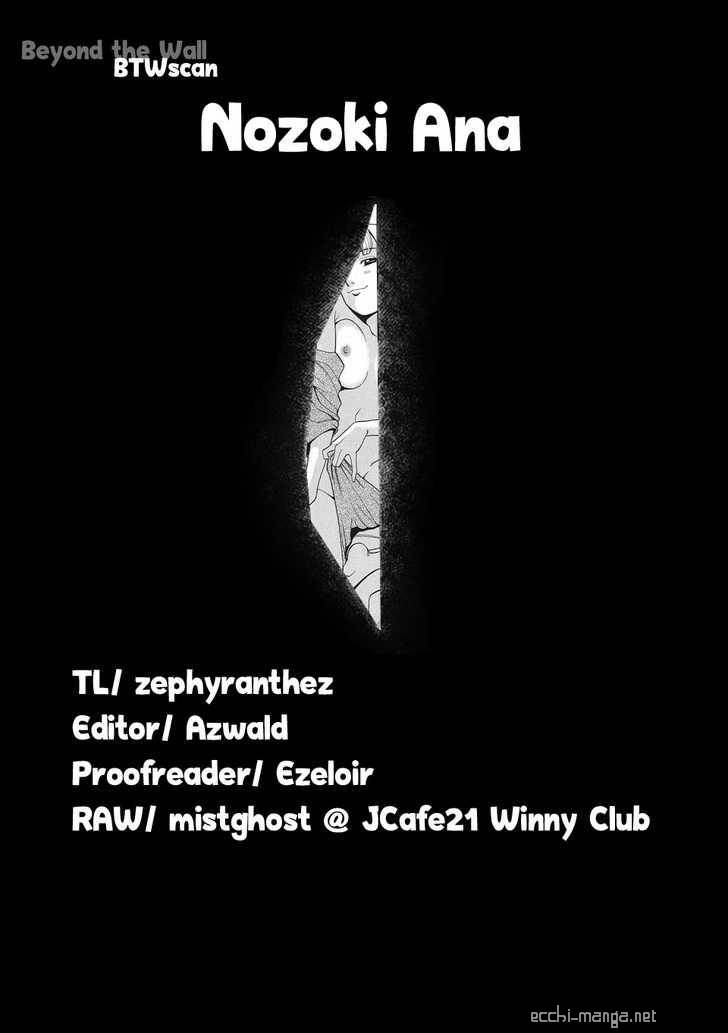 Beyond the Wall
BTWscan
Nozoki Ana
TL/ zephyranthez
Editor/ Azwald
Proofreader/ Ezeloir
RAW/ mistghost @ JCafe21 Winny Club
ecchi-manga.net